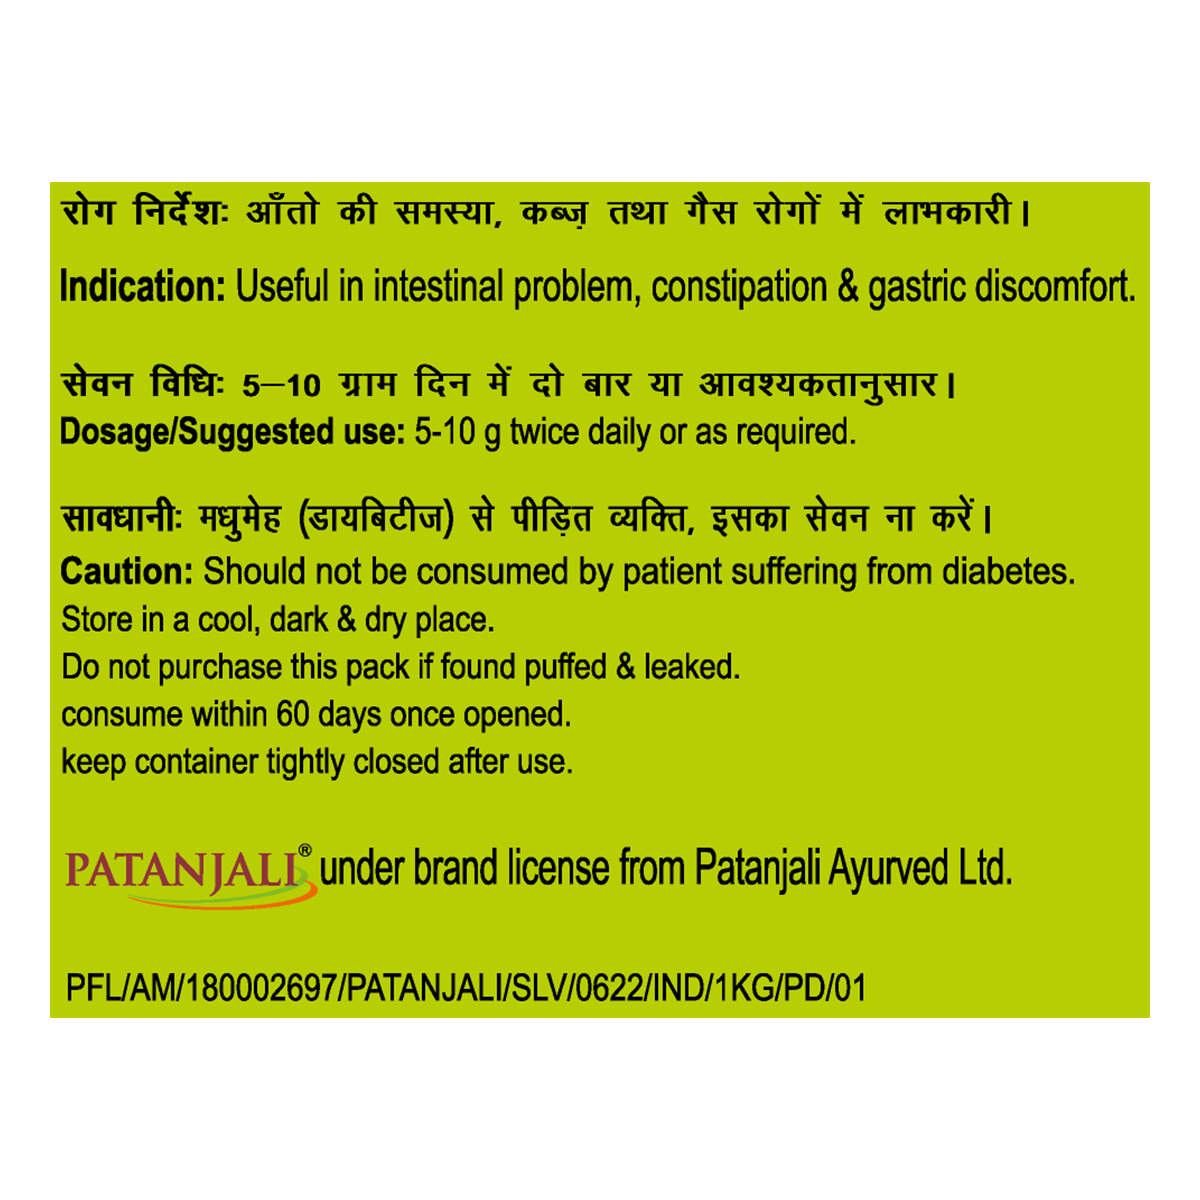 रोग निर्देशः आँतो की समस्या, कब्ज़ तथा गैस रोगों में लाभकारी।
Indication: Useful in intestinal problem, constipation & gastric discomfort.
सेवन विधिः 5–10 ग्राम दिन में दो बार या आवश्यकतानुसार।
Dosage/Suggested use: 5-10 g twice daily or as required.
सावधानीः मधुमेह (डायबिटीज) से पीड़ित व्यक्ति, इसका सेवन ना करें।
Caution: Should not be consumed by patient suffering from diabetes.
Store in a cool, dark & dry place.
Do not purchase this pack if found puffed & leaked.
consume within 60 days once opened.
keep container tightly closed after use.
PATANJALI® under brand license from Patanjali Ayurved Ltd.
PFL/AM/180002697/PATANJALI/SLV/0622/IND/1KG/PD/01